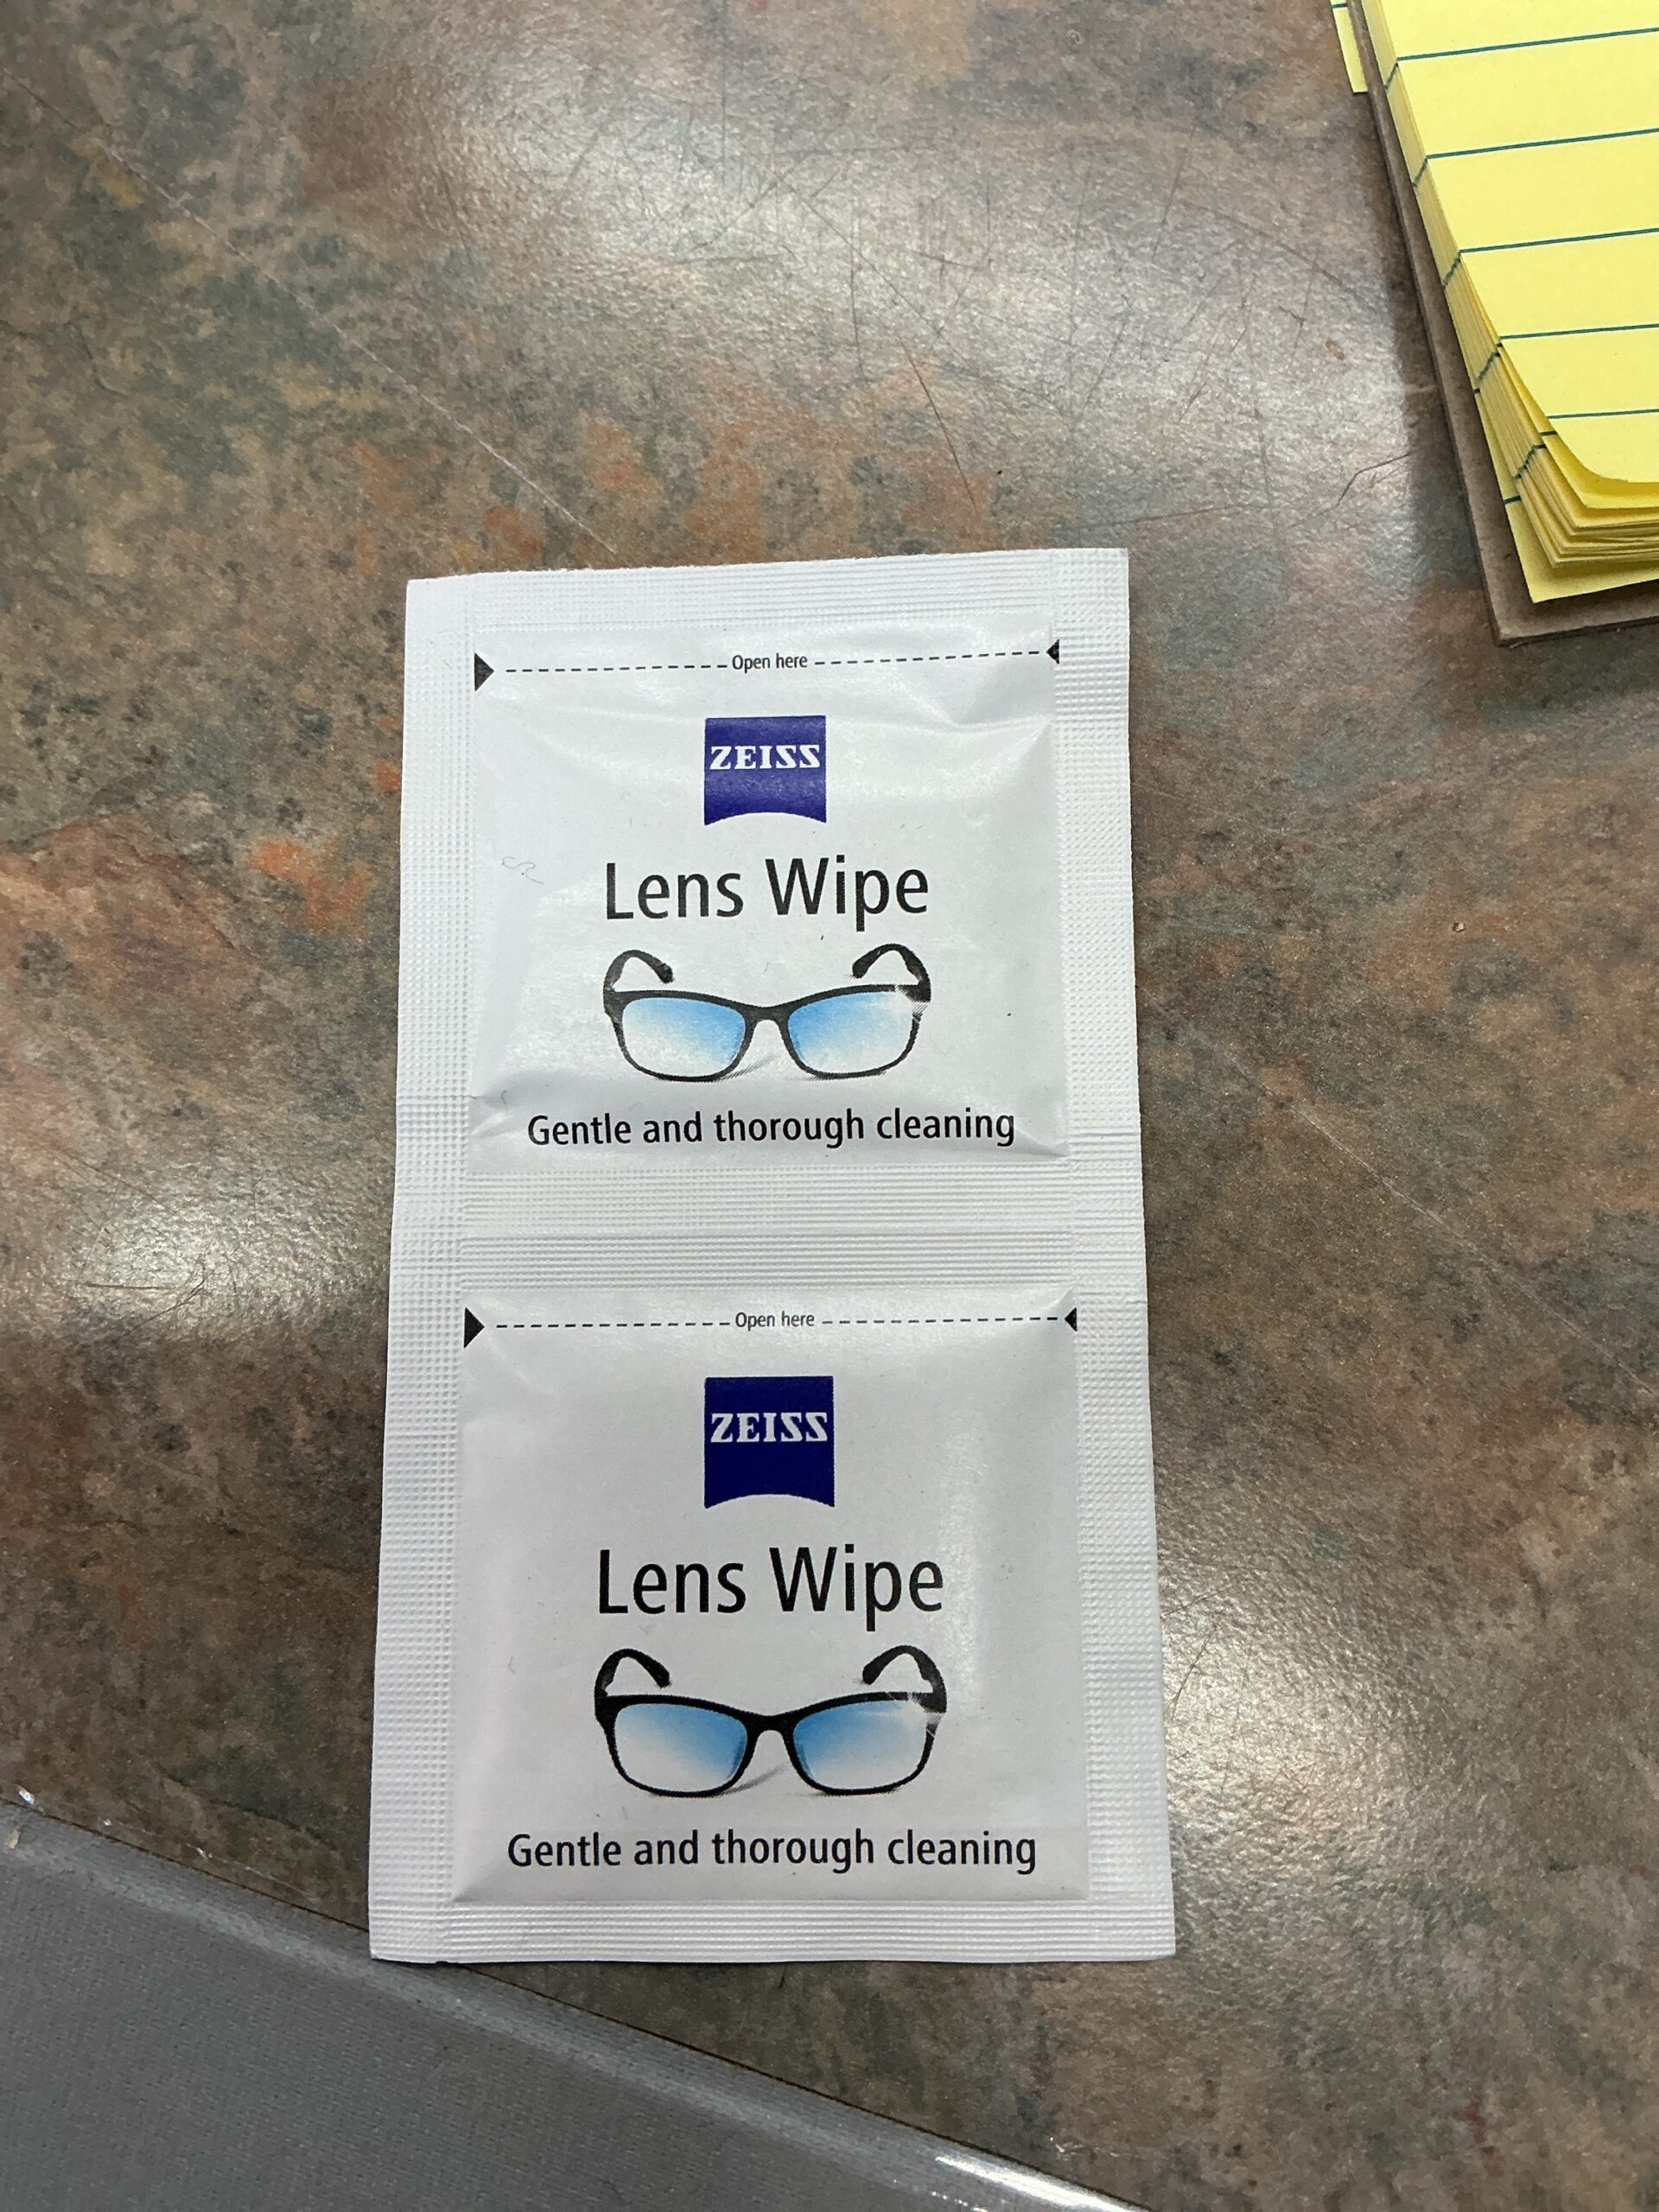 Open here
ZEISS
Lens Wipe
Gentle and thorough cleaning
Open here
ZEISS
Lens Wipe
Gentle and thorough cleaning